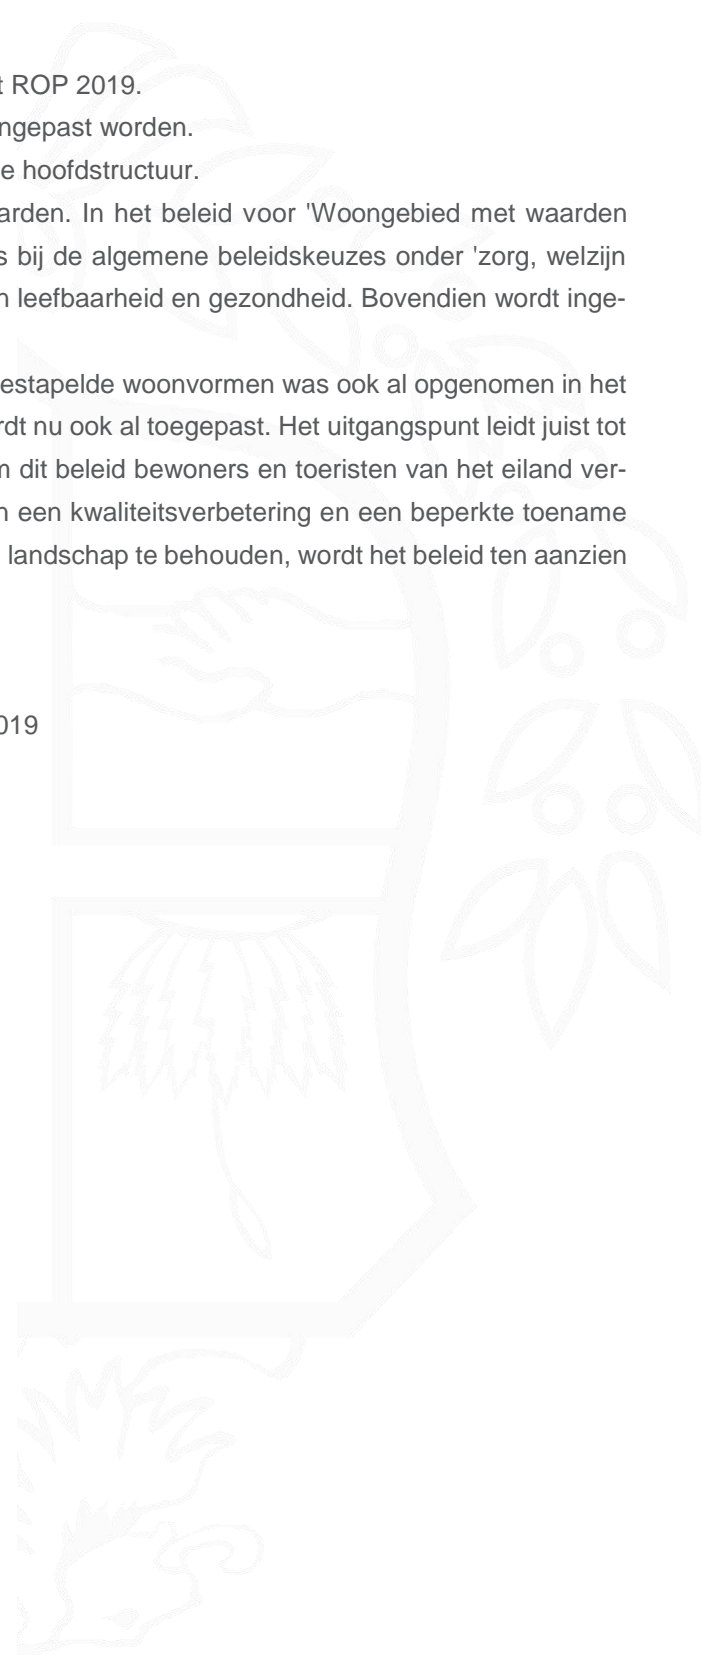 t ROP 2019.
ngepast worden.
e hoofdstructuur.
arden. In het beleid voor 'Woongebied met waarden
s bij de algemene beleidskeuzes onder 'zorg, welzijn
n leefbaarheid en gezondheid. Bovendien wordt inge-
estapelde woonvormen was ook al opgenomen in het
rdt nu ook al toegepast. Het uitgangspunt leidt juist tot
n dit beleid bewoners en toeristen van het eiland ver-
n een kwaliteitsverbetering en een beperkte toename
landschap te behouden, wordt het beleid ten aanzien
019